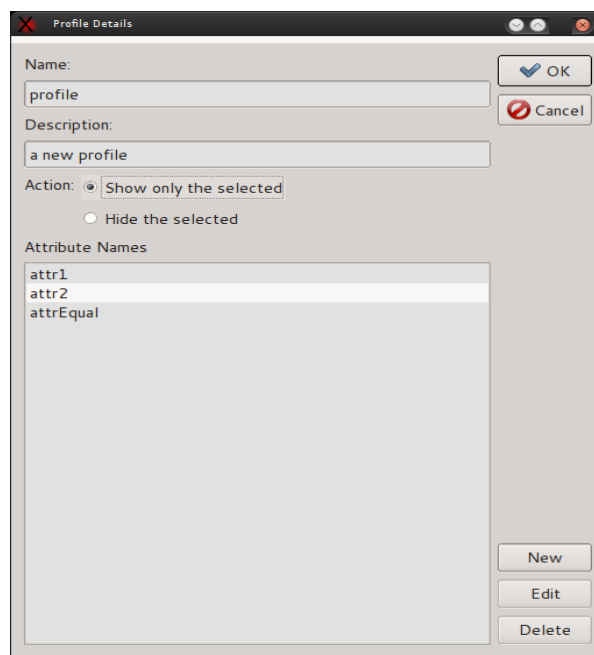 Profile Details
Name:
OK
profile
Cancel
Description:
a new profile
Action: Show only the selected
Hide the selected
Attribute Names
attr1
attr2
attrEqual
New
Edit
Delete